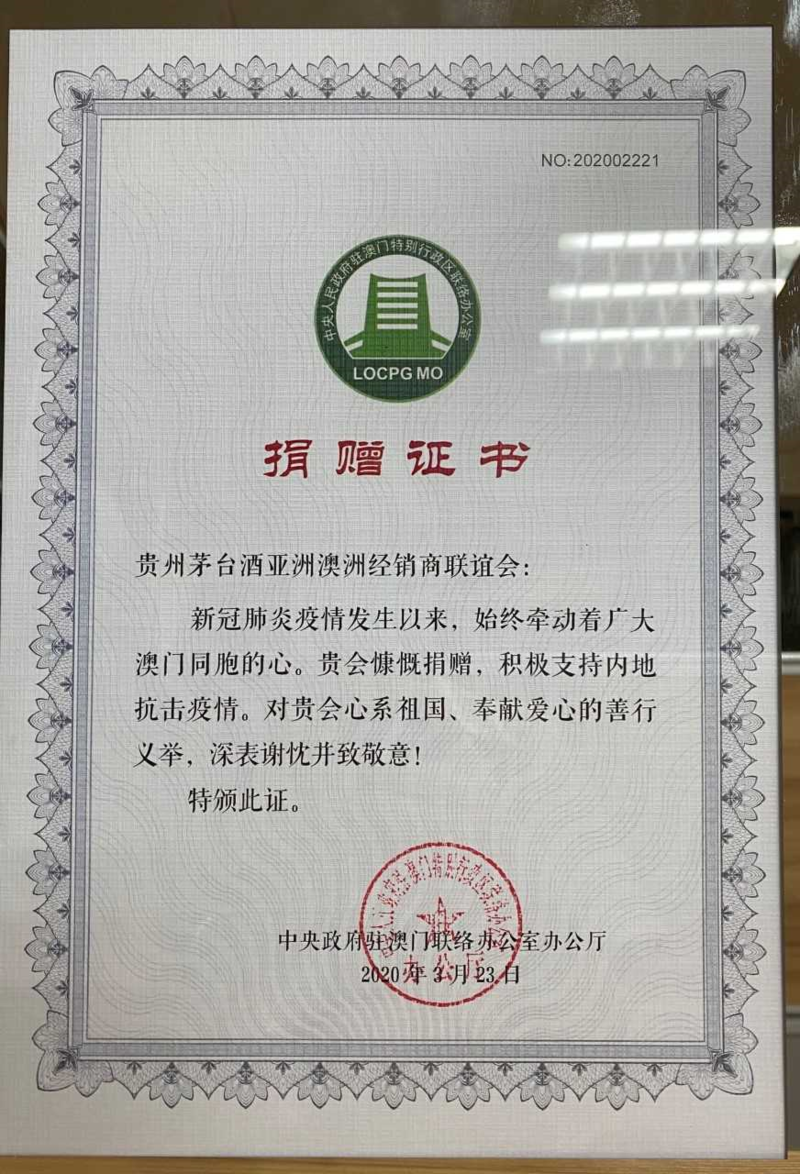 NO:202002221
中央人民政府驻澳门特别行政区联络办公室
LOCPG MO
捐赠证书
贵州茅台酒亚洲澳洲经销商联谊会：
新冠肺炎疫情发生以来，始终牵动着广大
澳门同胞的心。贵会慷慨捐赠，积极支持内地
抗击疫情。对贵会心系祖国、奉献爱心的善行
义举，深表谢忱并致敬意！
特颁此证。
中央政府驻澳门联络办公室办公厅
2020年3月23日
办公厅